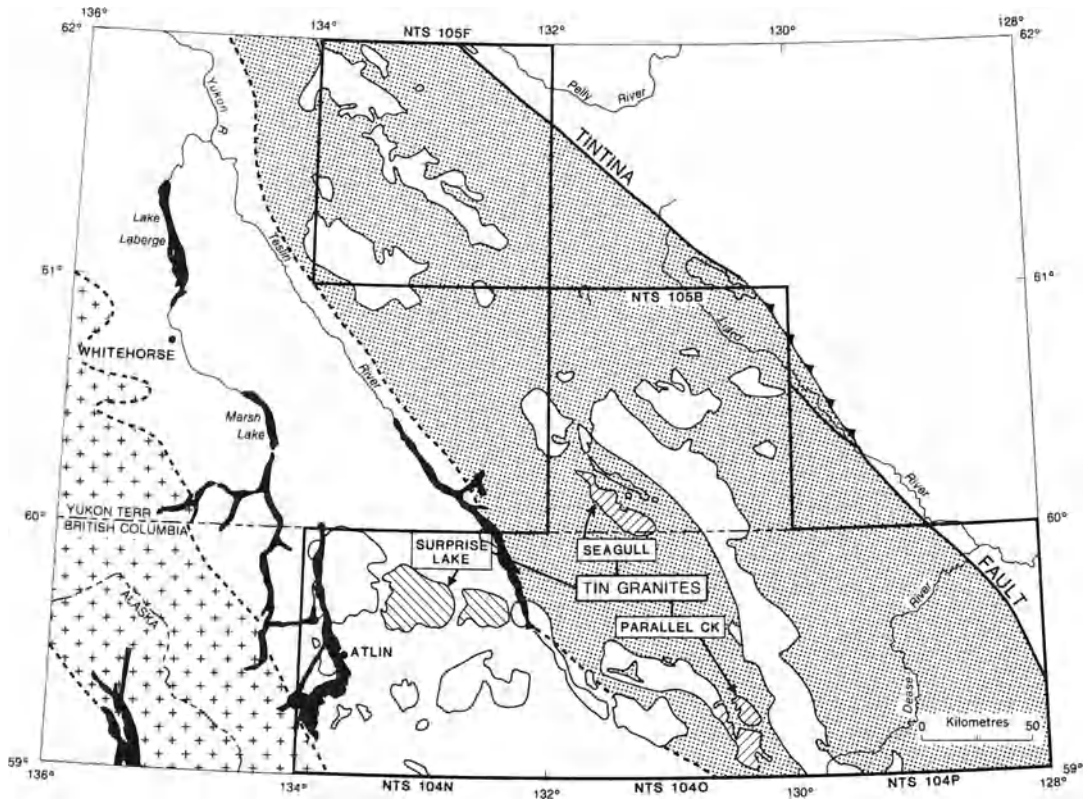 136°
134°
NTS 105F
132°
130°
128°
62°
62°
Yukon R
Pelly
River
TINTINA
Lake
Laberge
Teslin
River
61°
61°
NTS 105B
Liard
WHITEHORSE
Marsh
Lake
River
YUKON TERR
BRITISH COLUMBIA
60°
60°
SURPRISE
LAKE
SEAGULL
TIN GRANITES
PARALLEL CK
FAULT
River
ALASKA
ATLIN
Dease
0 Kilometres 50
59°
59°
136°
134°
NTS 104N
132°
NTS 104O
130°
NTS 104P
128°